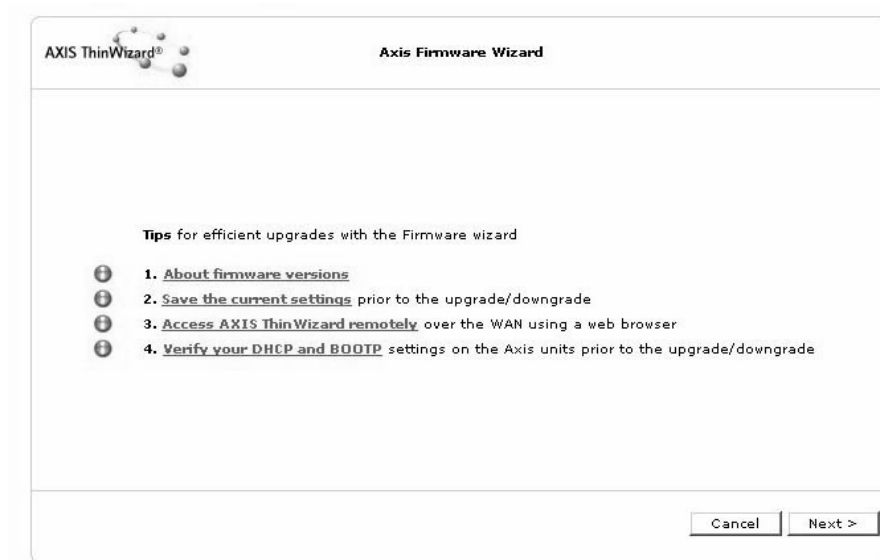 AXIS ThinWizard®
Axis Firmware Wizard
Tips for efficient upgrades with the Firmware wizard
1. About firmware versions
2. Save the current settings prior to the upgrade/downgrade
3. Access AXIS ThinWizard remotely over the WAN using a web browser
4. Verify your DHCP and BOOTP settings on the Axis units prior to the upgrade/downgrade
Cancel
Next >